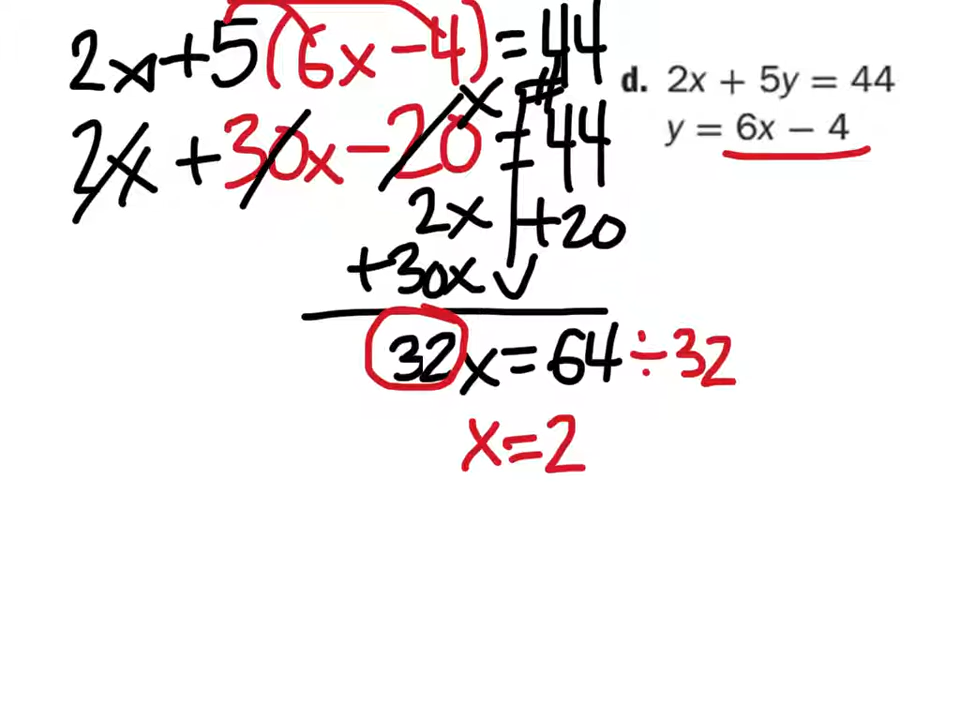 2x+5(6x-4)=44
d. 2x + 5y = 44
y = 6x − 4
x #
2x+30x-20=44
2x +20
+30x
32x=64÷32
x=2